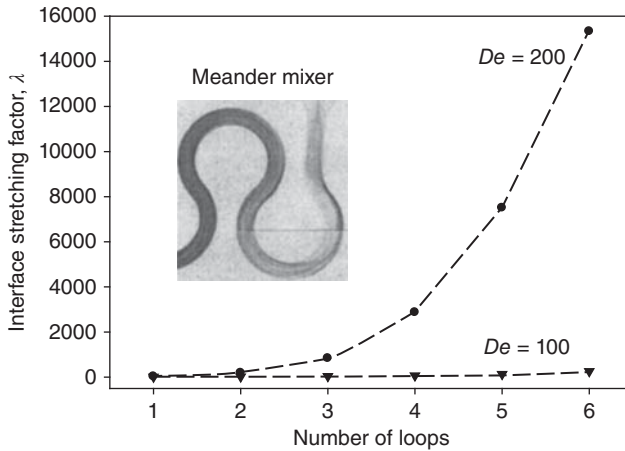 16000
14000
12000
10000
8000
6000
4000
2000
0
Interface stretching factor, λ
Meander mixer
De = 200
De = 100
1 2 3 4 5 6
Number of loops